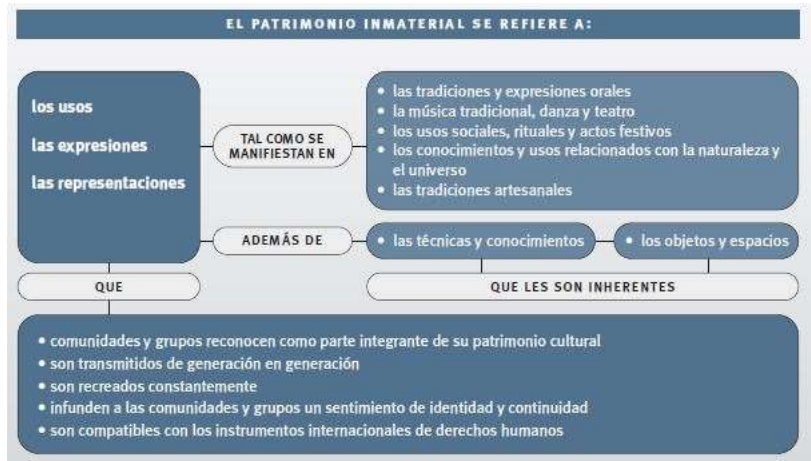 EL PATRIMONIO INMATERIAL SE REFIERE A:
los usos
las expresiones
las representaciones
TAL COMO SE
MANIFIESTAN EN
• las tradiciones y expresiones orales
• la música tradicional, danza y teatro
• los usos sociales, rituales y actos festivos
• los conocimientos y usos relacionados con la naturaleza y
el universo
• las tradiciones artesanales
ADEMÁS DE
• las técnicas y conocimientos
• los objetos y espacios
QUE
QUE LES SON INHERENTES
• comunidades y grupos reconocen como parte integrante de su patrimonio cultural
• son transmitidos de generación en generación
• son recreados constantemente
• infunden a las comunidades y grupos un sentimiento de identidad y continuidad
• son compatibles con los instrumentos internacionales de derechos humanos